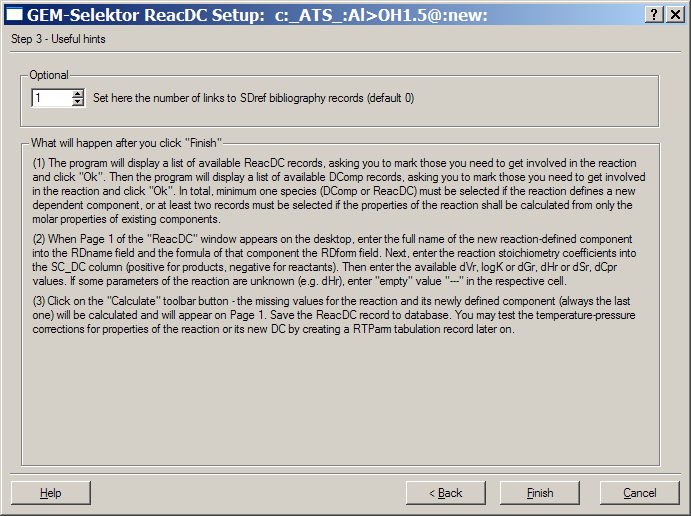 GEM-Selektor ReacDC Setup: c:_ATS_:Al>OH1.5@:new:
Step 3 - Useful hints
Optional
1 Set here the number of links to SDref bibliography records (default 0)
What will happen after you click "Finish"
(1) The program will display a list of available ReacDC records, asking you to mark those you need to get involved in the reaction
and click "Ok". Then the program will display a list of available DComp records, asking you to mark those you need to get involved
in the reaction and click "Ok". In total, minimum one species (DComp or ReacDC) must be selected if the reaction defines a new
dependent component, or at least two records must be selected if the properties of the reaction shall be calculated from only the
molar properties of existing components.
(2) When Page 1 of the "ReacDC" window appears on the desktop, enter the full name of the new reaction-defined component
into the RDname field and the formula of that component the RDform field. Next, enter the reaction stoichiometry coefficients into
the SC_DC column (positive for products, negative for reactants). Then enter the available dVr, logK or dGr, dHr or dSr, dCpr
values. If some parameters of the reaction are unknown (e.g. dHr), enter "empty" value "---" in the respective cell.
(3) Click on the "Calculate" toolbar button - the missing values for the reaction and its newly defined component (always the last
one) will be calculated and will appear on Page 1. Save the ReacDC record to database. You may test the temperature-pressure
corrections for properties of the reaction or its new DC by creating a RTParm tabulation record later on.
Help
< Back
Finish
Cancel